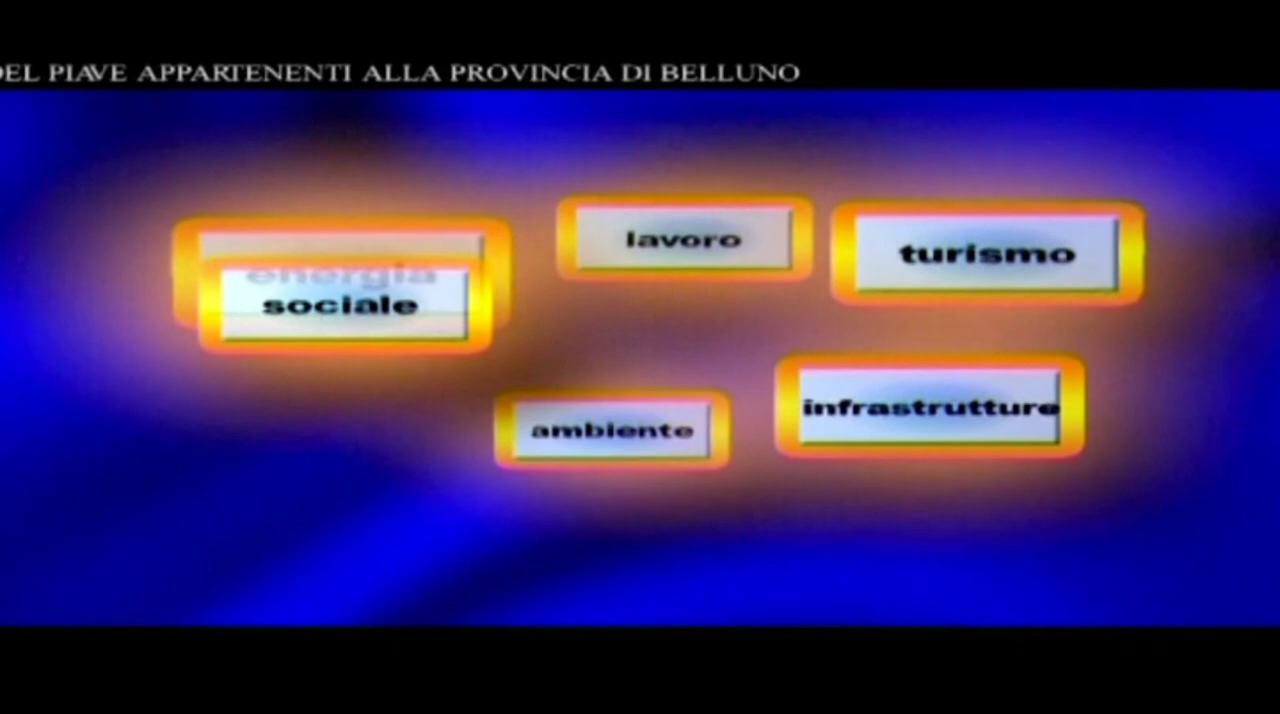 DEL PIAVE APPARTENENTI ALLA PROVINCIA DI BELLUNO
lavoro
turismo
energia
sociale
infrastrutture
ambiente